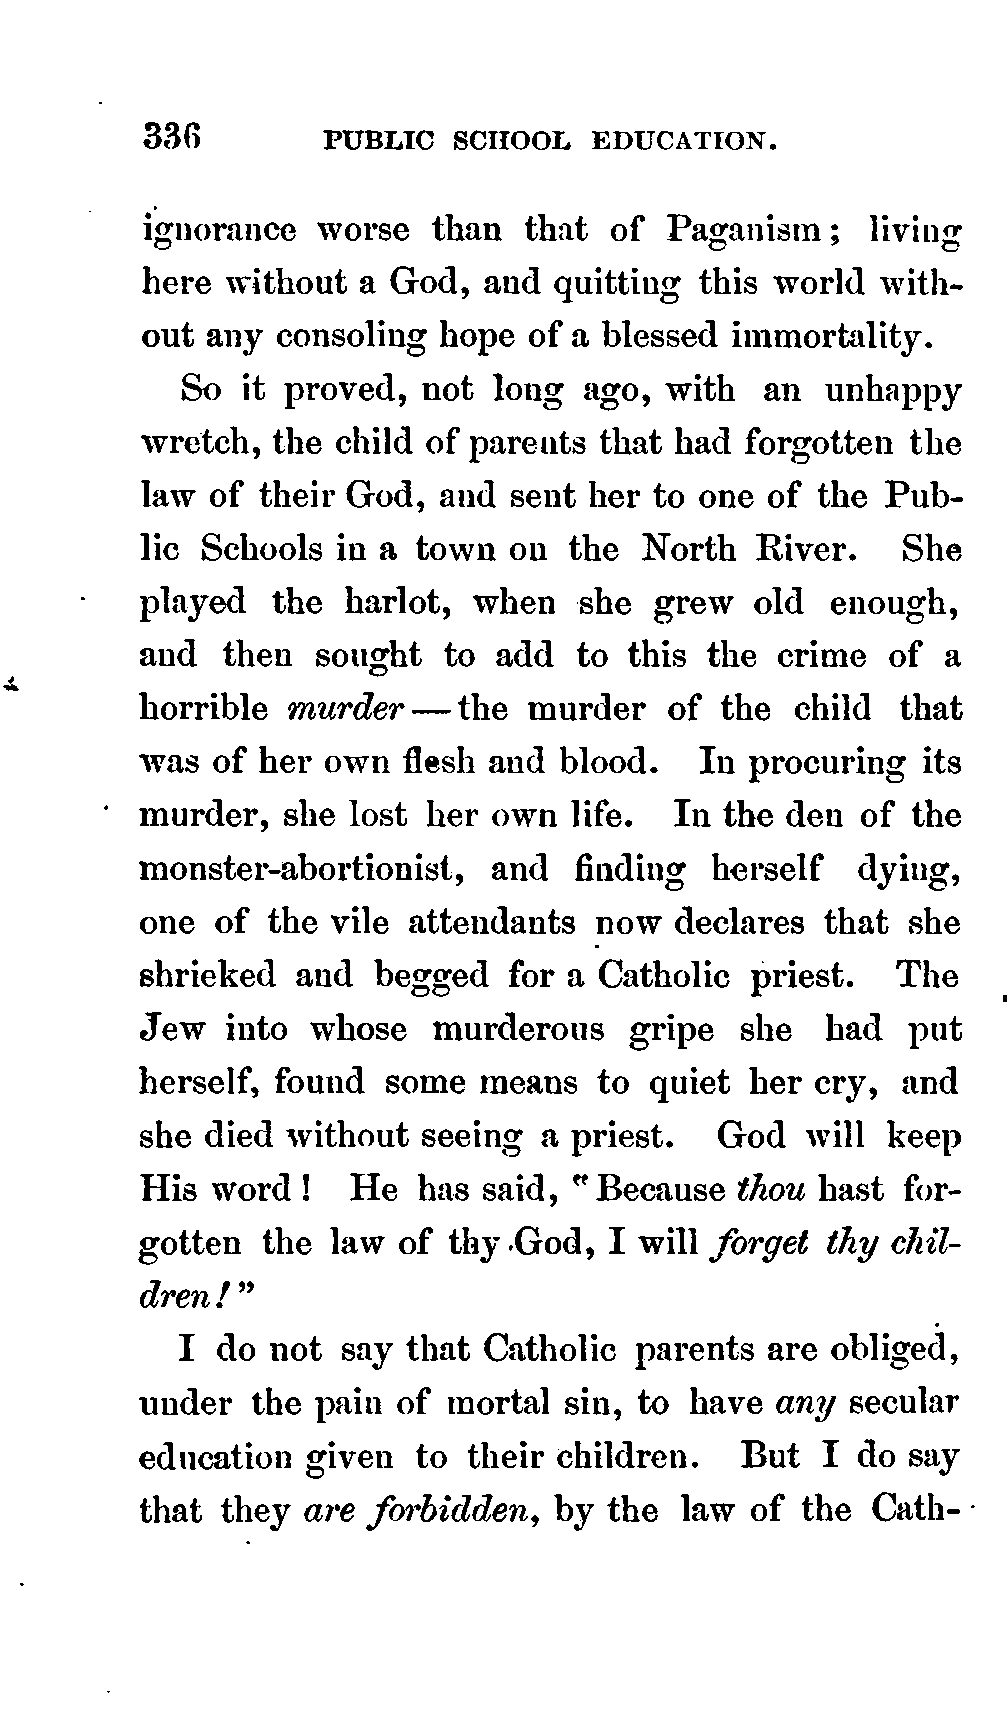 336 PUBLIC SCHOOL EDUCATION.
ignorance worse than that of Paganism; living
here without a God, and quitting this world with-
out any consoling hope of a blessed immortality.
So it proved, not long ago, with an unhappy
wretch, the child of parents that had forgotten the
law of their God, and sent her to one of the Pub-
lic Schools in a town on the North River. She
played the harlot, when she grew old enough,
and then sought to add to this the crime of a
horrible murder — the murder of the child that
was of her own flesh and blood. In procuring its
murder, she lost her own life. In the den of the
monster-abortionist, and finding herself dying,
one of the vile attendants now declares that she
shrieked and begged for a Catholic priest. The
Jew into whose murderous gripe she had put
herself, found some means to quiet her cry, and
she died without seeing a priest. God will keep
His word! He has said, "Because thou hast for-
gotten the law of thy God, I will forget thy chil-
dren!"
I do not say that Catholic parents are obliged,
under the pain of mortal sin, to have any secular
education given to their children. But I do say
that they are forbidden, by the law of the Cath-